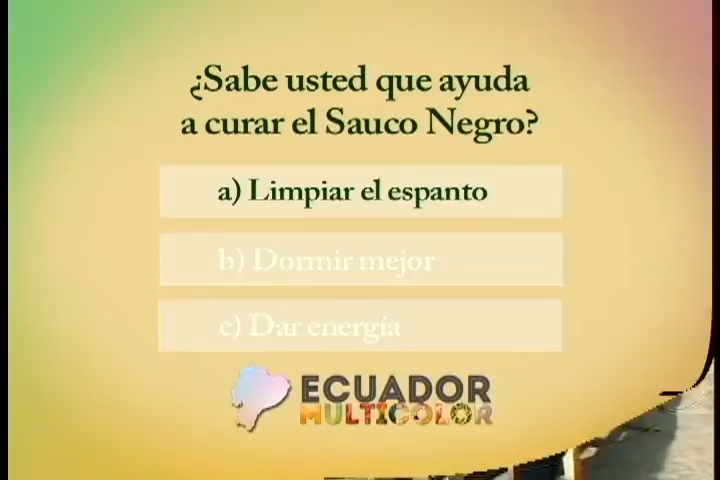 ¿Sabe usted que ayuda
a curar el Sauco Negro?
a) Limpiar el espanto
b) Dormir mejor
c) Dar energía
ECUADOR
MULTICOLOR